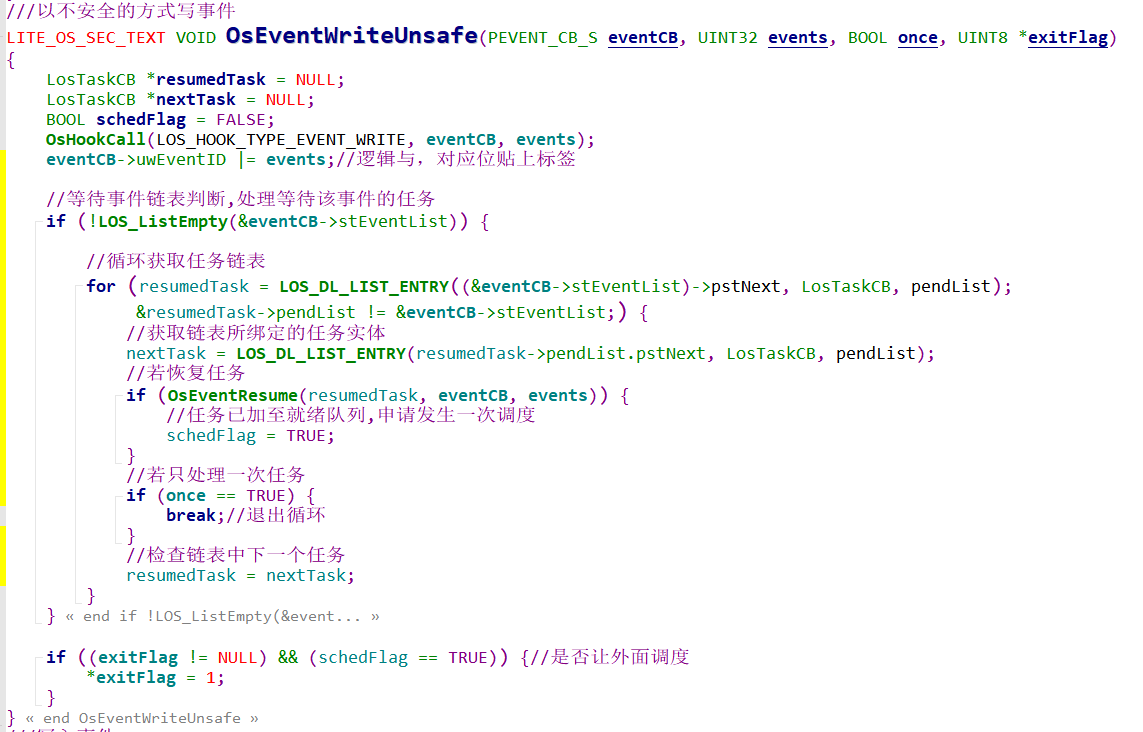 ///以不安全的方式写事件
LITE_OS_SEC_TEXT VOID OsEventWriteUnsafe(PEVENT_CB_S eventCB, UINT32 events, BOOL once, UINT8 *exitFlag)
{
    LosTaskCB *resumedTask = NULL;
    LosTaskCB *nextTask = NULL;
    BOOL schedFlag = FALSE;
    OsHookCall(LOS_HOOK_TYPE_EVENT_WRITE, eventCB, events);
    eventCB->uwEventID |= events;//逻辑与，对应位贴上标签
    //等待事件链表判断,处理等待该事件的任务
    if (!LOS_ListEmpty(&eventCB->stEventList)) {
        //循环获取任务链表
        for (resumedTask = LOS_DL_LIST_ENTRY((&eventCB->stEventList)->pstNext, LosTaskCB, pendList);
             &resumedTask->pendList != &eventCB->stEventList;) {
            //获取链表所绑定的任务实体
            nextTask = LOS_DL_LIST_ENTRY(resumedTask->pendList.pstNext, LosTaskCB, pendList);
            //若恢复任务
            if (OsEventResume(resumedTask, eventCB, events)) {
                //任务已加至就绪队列,申请发生一次调度
                schedFlag = TRUE;
            }
            //若只处理一次任务
            if (once == TRUE) {
                break;//退出循环
            }
            //检查链表中下一个任务
            resumedTask = nextTask;
        }
    } « end if !LOS_ListEmpty(&event... »
    if ((exitFlag != NULL) && (schedFlag == TRUE)) {//是否让外面调度
        *exitFlag = 1;
    }
} « end OsEventWriteUnsafe »